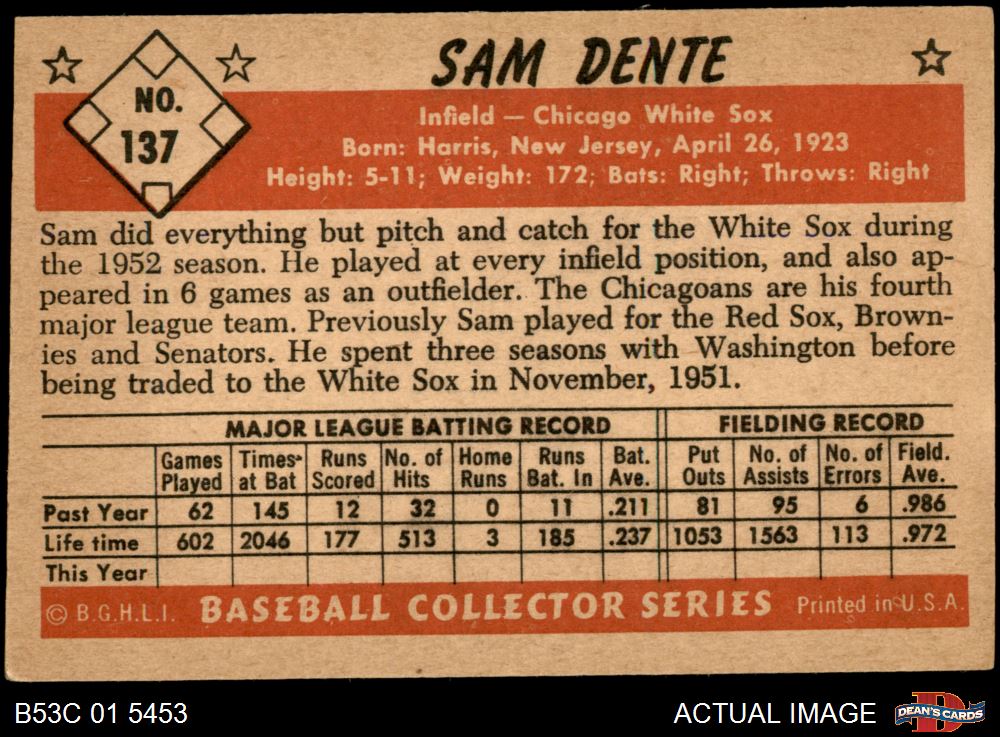 SAM DENTE
NO.
137
Infield — Chicago White Sox
Born: Harris, New Jersey, April 26, 1923
Height: 5-11; Weight: 172; Bats: Right; Throws: Right
Sam did everything but pitch and catch for the White Sox during
the 1952 season. He played at every infield position, and also ap-
peared in 6 games as an outfielder. The Chicagoans are his fourth
major league team. Previously Sam played for the Red Sox, Brown-
ies and Senators. He spent three seasons with Washington before
being traded to the White Sox in November, 1951.
MAJOR LEAGUE BATTING RECORD FIELDING RECORD
Games Times Runs No. of Home Runs Bat. Put No. of No. of Field.
Played at Bat Scored Hits Runs Bat. In Ave. Outs Assists Errors Ave.
Past Year 62 145 12 32 0 11 .211 81 95 6 .986
Life time 602 2046 177 513 3 185 .237 1053 1563 113 .972
This Year
© B.G.H.L.I. BASEBALL COLLECTOR SERIES Printed in U.S.A.
B53C 01 5453 ACTUAL IMAGE DEAN'S CARDS